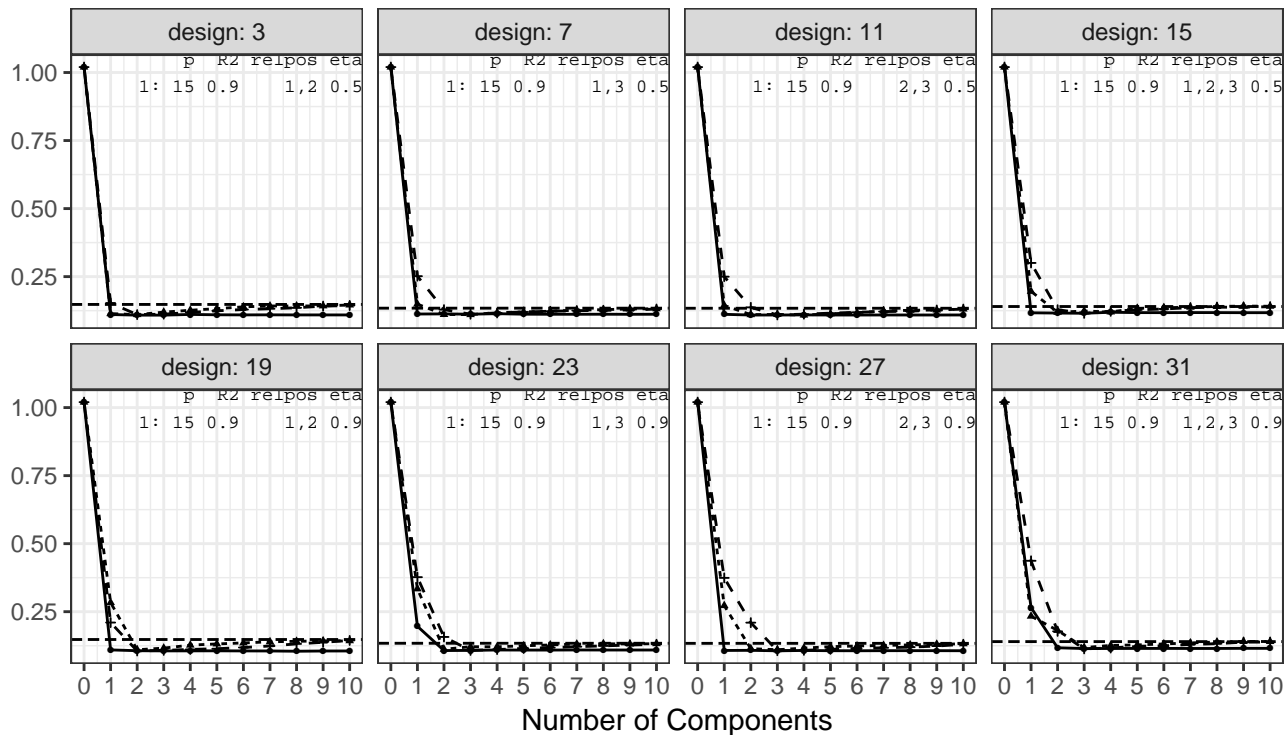 design: 3
design: 7
design: 11
design: 15
p R2 relpos eta
1: 15 0.9 1,2 0.5
p R2 relpos eta
1: 15 0.9 1,3 0.5
p R2 relpos eta
1: 15 0.9 2,3 0.5
p R2 relpos eta
1: 15 0.9 1,2,3 0.5
1.00
0.75
0.50
0.25
design: 19
design: 23
design: 27
design: 31
p R2 relpos eta
1: 15 0.9 1,2 0.9
p R2 relpos eta
1: 15 0.9 1,3 0.9
p R2 relpos eta
1: 15 0.9 2,3 0.9
p R2 relpos eta
1: 15 0.9 1,2,3 0.9
1.00
0.75
0.50
0.25
0 1 2 3 4 5 6 7 8 9 10
0 1 2 3 4 5 6 7 8 9 10
0 1 2 3 4 5 6 7 8 9 10
0 1 2 3 4 5 6 7 8 9 10
Number of Components